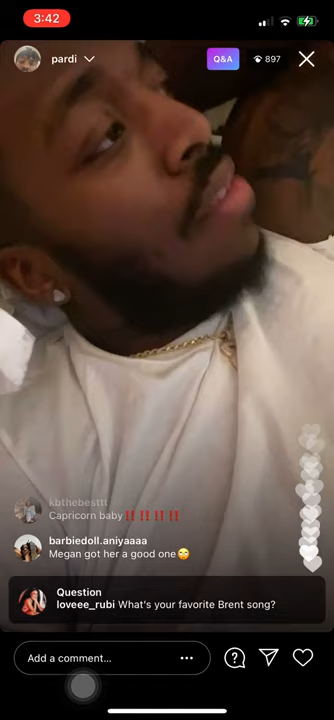 3:42
pardi
Q&A
897
kbthebesttt
Capricorn baby‼️‼️‼️‼️
barbiedoll.aniyaaaa
Megan got her a good one🙄
Question
loveee_rubi What's your favorite Brent song?
Add a comment...